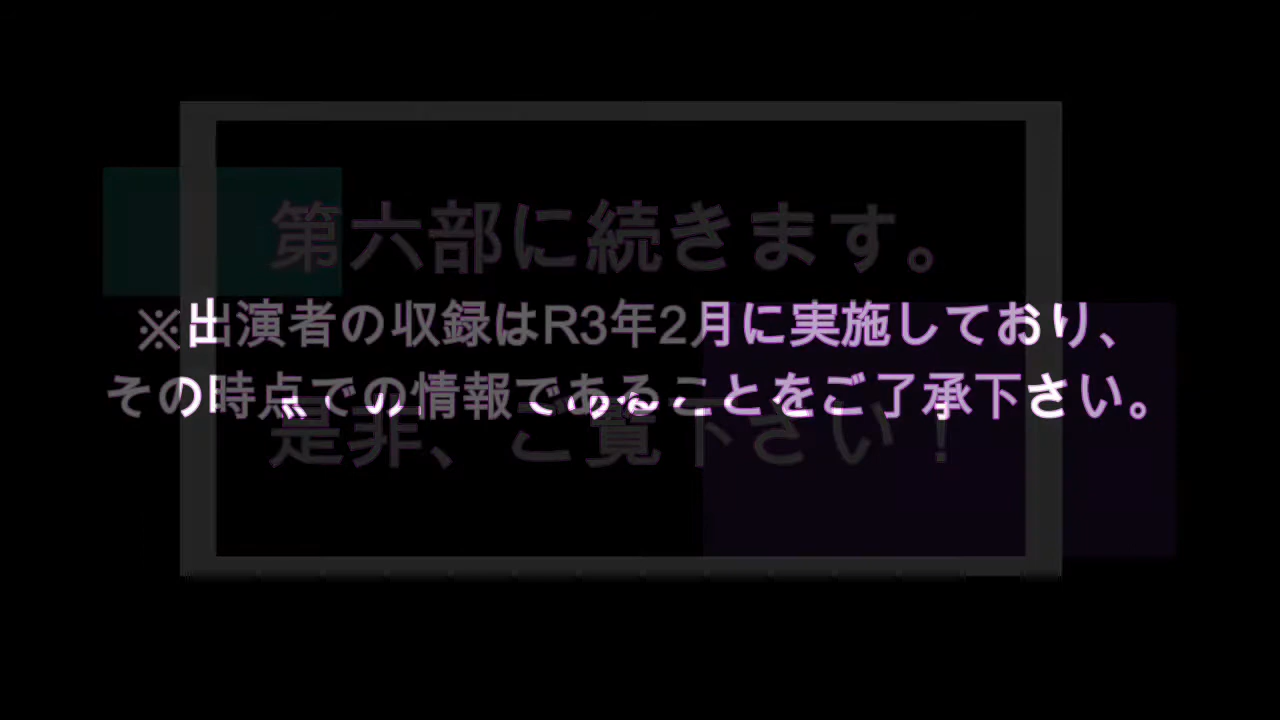 第六部に続きます。
※出演者の収録はR3年2月に実施しており、
その時点での情報であることをご了承下さい。
是非、ご覧下さい！